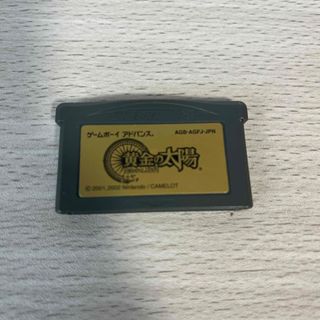 ゲームボーイ アドバンス。
AGB-AGFJ-JPN
黄金の太陽
© 2001, 2002 Nintendo / CAMELOT